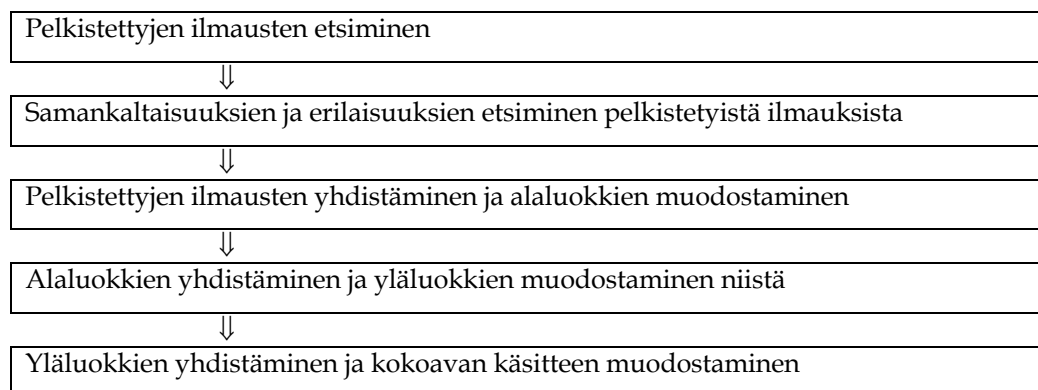 Pelkistettyjen ilmausten etsiminen
⇓
Samankaltaisuuksien ja erilaisuuksien etsiminen pelkistetyistä ilmauksista
⇓
Pelkistettyjen ilmausten yhdistäminen ja alaluokkien muodostaminen
⇓
Alaluokkien yhdistäminen ja yläluokkien muodostaminen niistä
⇓
Yläluokkien yhdistäminen ja kokoavan käsitteen muodostaminen